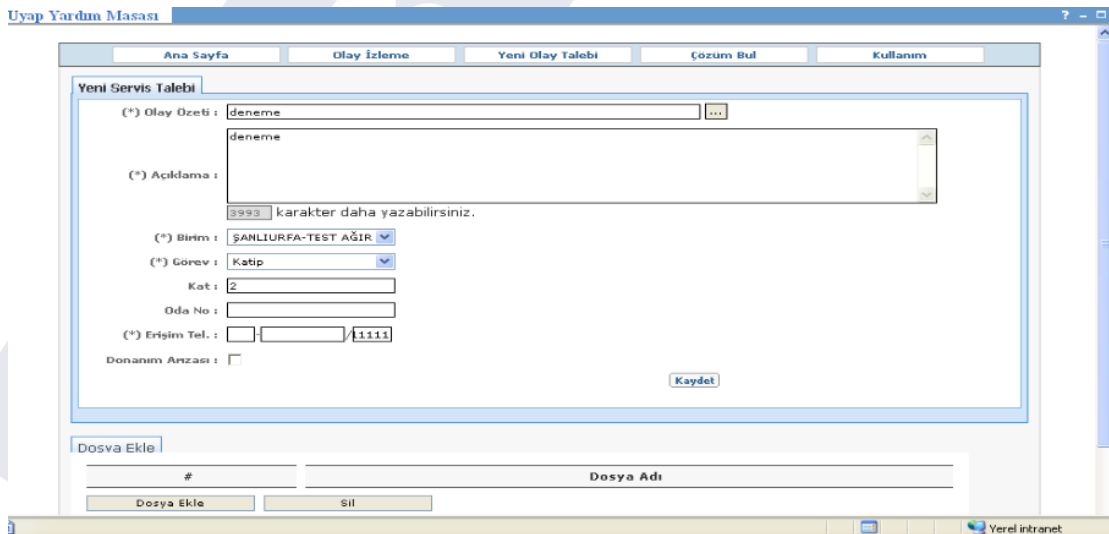 Uyap Yardım Masası
Ana Sayfa Olay İzleme Yeni Olay Talebi Çözüm Bul Kullanım
Yeni Servis Talebi
(*) Olay Özeti : deneme ...
deneme
(*) Açıklama :
3993 karakter daha yazabilirsiniz.
(*) Birim : ŞANLIURFA-TEST AĞIR
(*) Görev : Katip
Kat : 2
Oda No :
(*) Erişim Tel. : - /11111
Donanım Arızası :
Kaydet
Dosya Ekle
# Dosya Adı
Dosya Ekle Sil
Yerel intranet